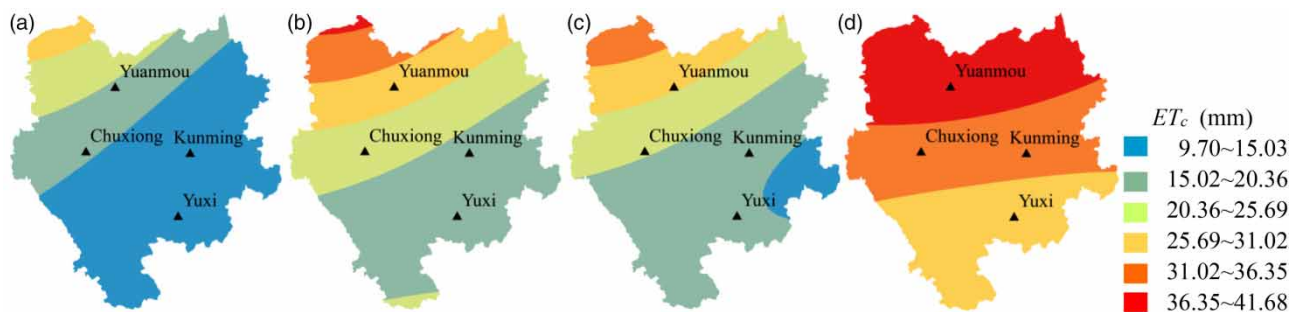 (a) (b) (c) (d)
Yuanmou Yuanmou Yuanmou Yuanmou
Chuxiong Kunming Chuxiong Kunming Chuxiong Kunming Chuxiong Kunming
Yuxi Yuxi Yuxi Yuxi
ETc (mm)
9.70~15.03
15.02~20.36
20.36~25.69
25.69~31.02
31.02~36.35
36.35~41.68